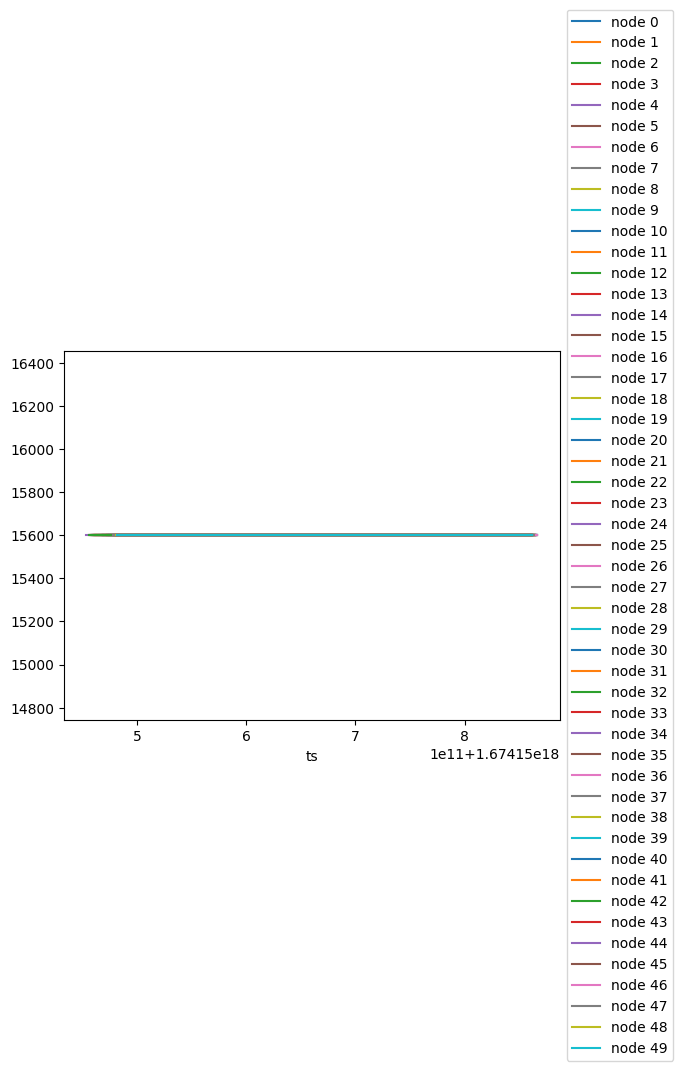 16400
16200
16000
15800
15600
15400
15200
15000
14800
5
6
7
8
1e11+1.67415e18
ts
node 0
node 1
node 2
node 3
node 4
node 5
node 6
node 7
node 8
node 9
node 10
node 11
node 12
node 13
node 14
node 15
node 16
node 17
node 18
node 19
node 20
node 21
node 22
node 23
node 24
node 25
node 26
node 27
node 28
node 29
node 30
node 31
node 32
node 33
node 34
node 35
node 36
node 37
node 38
node 39
node 40
node 41
node 42
node 43
node 44
node 45
node 46
node 47
node 48
node 49